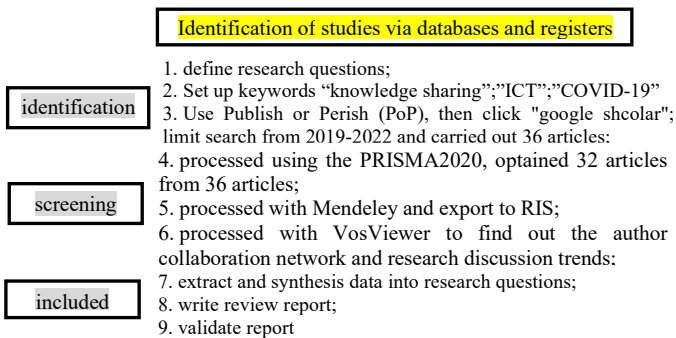 Identification of studies via databases and registers
1. define research questions;
identification
2. Set up keywords “knowledge sharing”;”ICT”;”COVID-19”
3. Use Publish or Perish (PoP), then click "google shcolar";
limit search from 2019-2022 and carried out 36 articles:
4. processed using the PRISMA2020, optained 32 articles
from 36 articles;
screening
5. processed with Mendeley and export to RIS;
6. processed with VosViewer to find out the author
collaboration network and research discussion trends:
included
7. extract and synthesis data into research questions;
8. write review report;
9. validate report